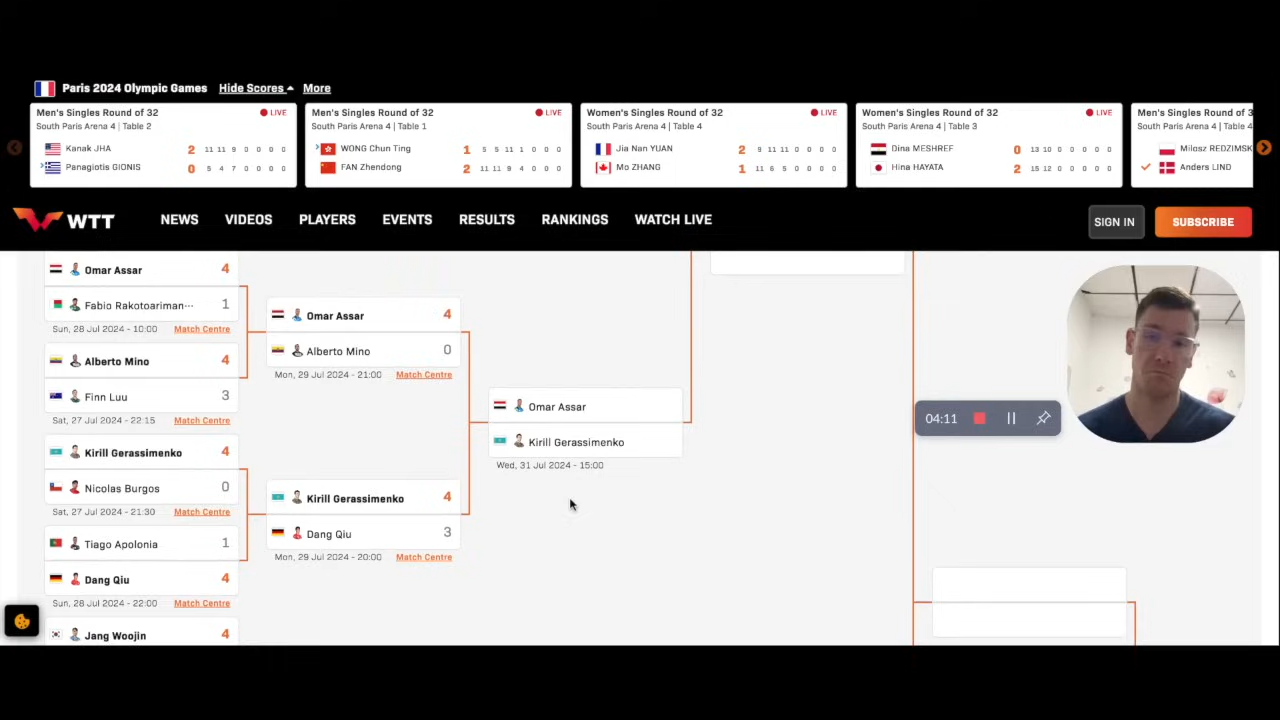 Paris 2024 Olympic Games Hide Scores More
Men's Singles Round of 32 LIVE
South Paris Arena 4 | Table 2
Kanak JHA 2 11 11 9 0 0 0 0
Panagiotis GIONIS 0 5 4 7 0 0 0 0
Men's Singles Round of 32 LIVE
South Paris Arena 4 | Table 1
WONG Chun Ting 1 5 5 11 1 0 0 0
FAN Zhendong 2 11 11 9 4 0 0 0
Women's Singles Round of 32 LIVE
South Paris Arena 4 | Table 4
Jia Nan YUAN 2 9 11 11 0 0 0 0
Mo ZHANG 1 11 6 5 0 0 0 0
Women's Singles Round of 32 LIVE
South Paris Arena 4 | Table 3
Dina MESHREF 0 13 10 0 0 0 0 0
Hina HAYATA 2 15 12 0 0 0 0 0
Men's Singles Round of 3
South Paris Arena 4 | Table 4
Milosz REDZIMSK
Anders LIND
WTT NEWS VIDEOS PLAYERS EVENTS RESULTS RANKINGS WATCH LIVE SIGN IN SUBSCRIBE
Omar Assar 4
Fabio Rakotoariman··· 1
Sun, 28 Jul 2024 - 10:00 Match Centre
Alberto Mino 4
Finn Luu 3
Sat, 27 Jul 2024 - 22:15 Match Centre
Kirill Gerassimenko 4
Nicolas Burgos 0
Sat, 27 Jul 2024 - 21:30 Match Centre
Tiago Apolonia 1
Dang Qiu 4
Sun, 28 Jul 2024 - 22:00 Match Centre
Jang Woojin 4
Omar Assar 4
Alberto Mino 0
Mon, 29 Jul 2024 - 21:00 Match Centre
Kirill Gerassimenko 4
Dang Qiu 3
Mon, 29 Jul 2024 - 20:00 Match Centre
Omar Assar
Kirill Gerassimenko
Wed, 31 Jul 2024 - 15:00
04:11